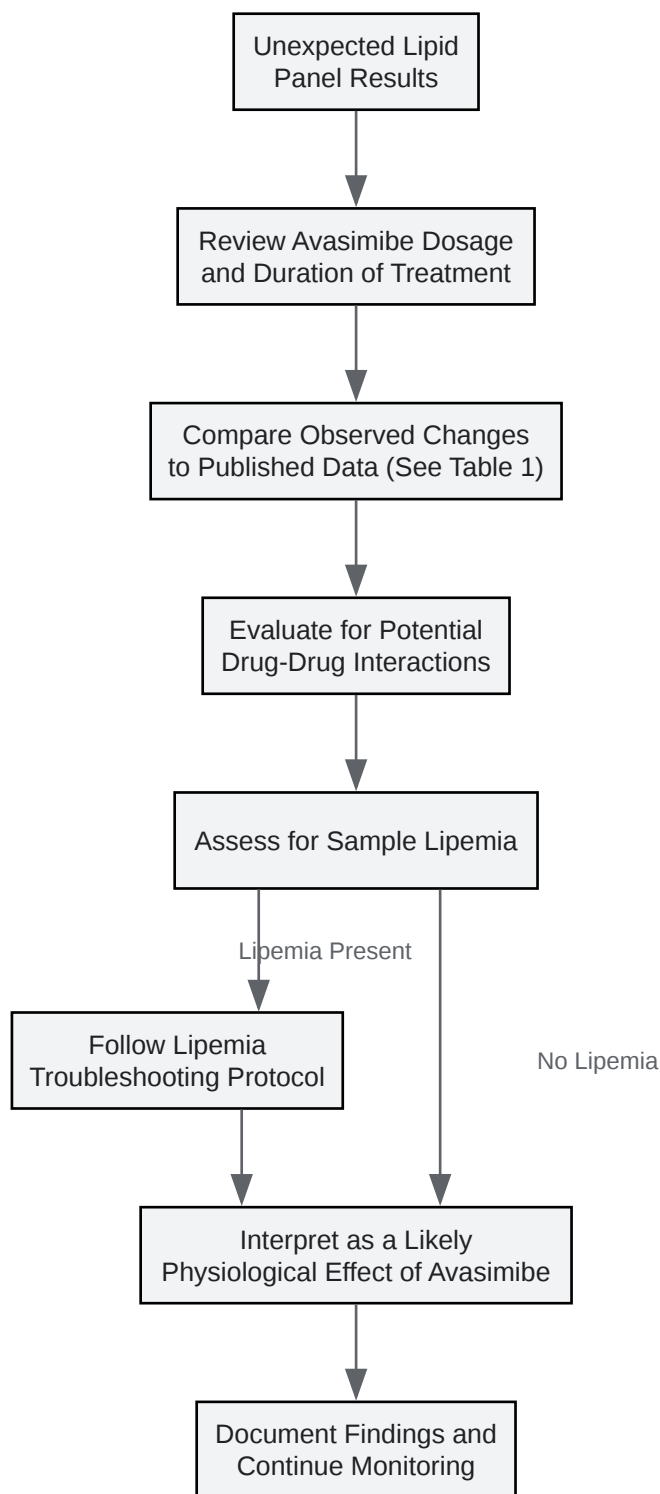 Unexpected Lipid
Panel Results
Review Avasimibe Dosage
and Duration of Treatment
Compare Observed Changes
to Published Data (See Table 1)
Evaluate for Potential
Drug-Drug Interactions
Assess for Sample Lipemia
Lipemia Present
Follow Lipemia
Troubleshooting Protocol
No Lipemia
Interpret as a Likely
Physiological Effect of Avasimibe
Document Findings and
Continue Monitoring